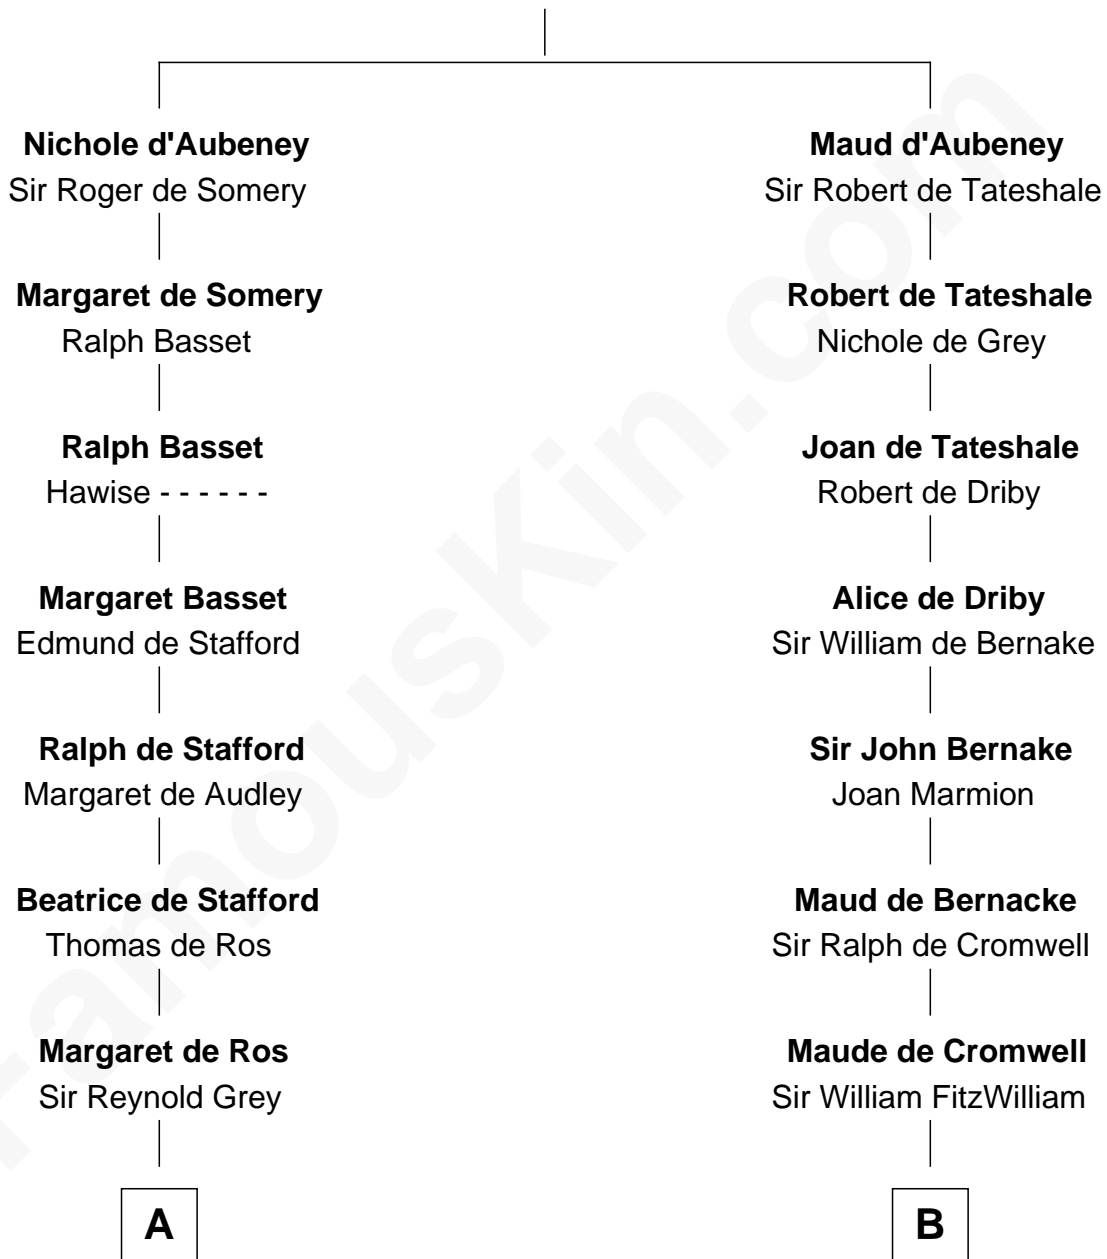 Nichole d'Aubeney
Sir Roger de Somery
Maud d'Aubeney
Sir Robert de Tateshale
Margaret de Somery
Ralph Basset
Robert de Tateshale
Nichole de Grey
Ralph Basset
Hawise - - - - - -
Joan de Tateshale
Robert de Driby
Margaret Basset
Edmund de Stafford
Alice de Driby
Sir William de Bernake
Ralph de Stafford
Margaret de Audley
Sir John Bernake
Joan Marmion
Beatrice de Stafford
Thomas de Ros
Maud de Bernacke
Sir Ralph de Cromwell
Margaret de Ros
Sir Reynold Grey
Maude de Cromwell
Sir William FitzWilliam
A
B
FamousKin.com